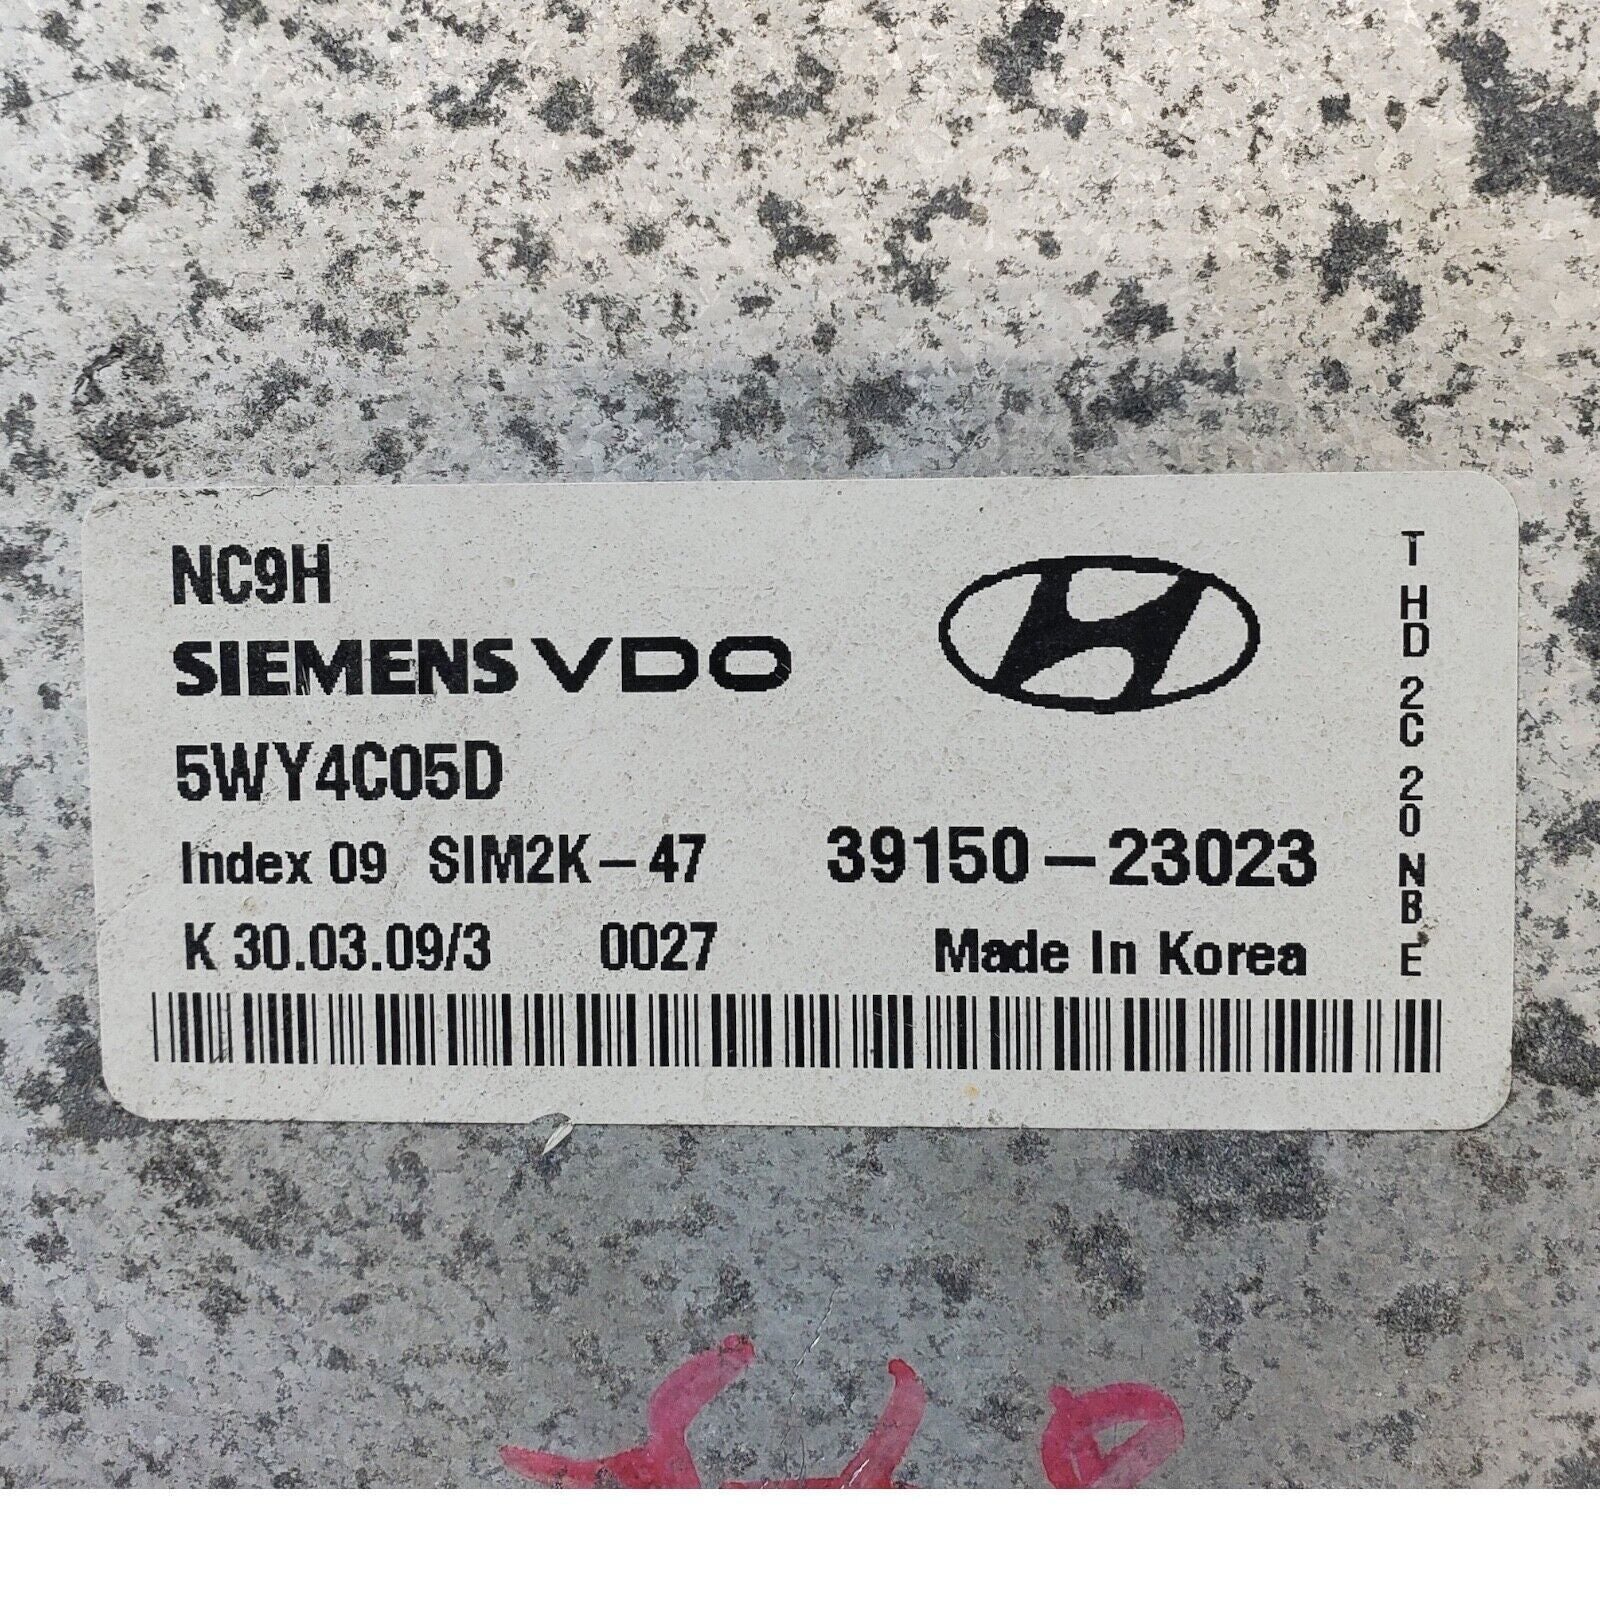 NC9H
SIEMENS VDO
5WY4C05D
Index 09 SIM2K-47
39150-23023
K 30.03.09/3 0027
Made In Korea
THD2C20NBE